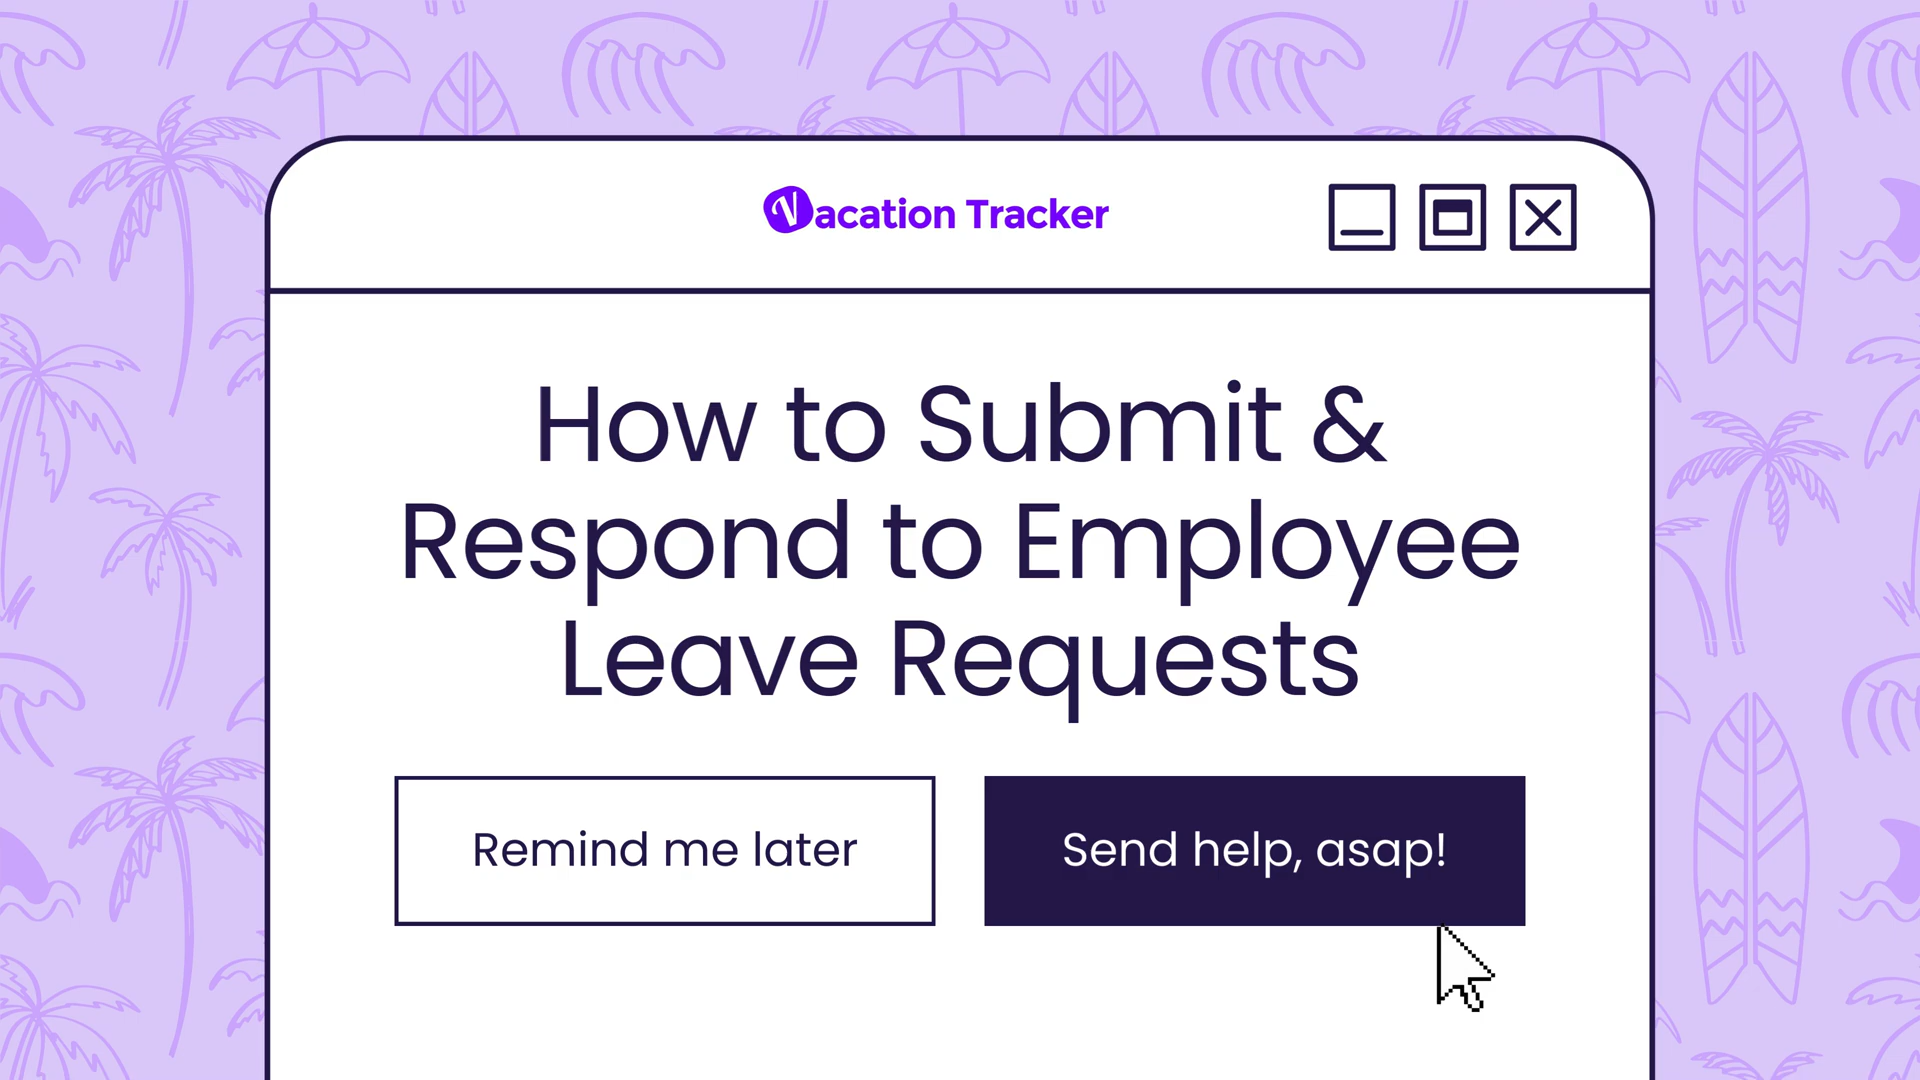 Vacation Tracker
How to Submit &
Respond to Employee
Leave Requests
Remind me later
Send help, asap!